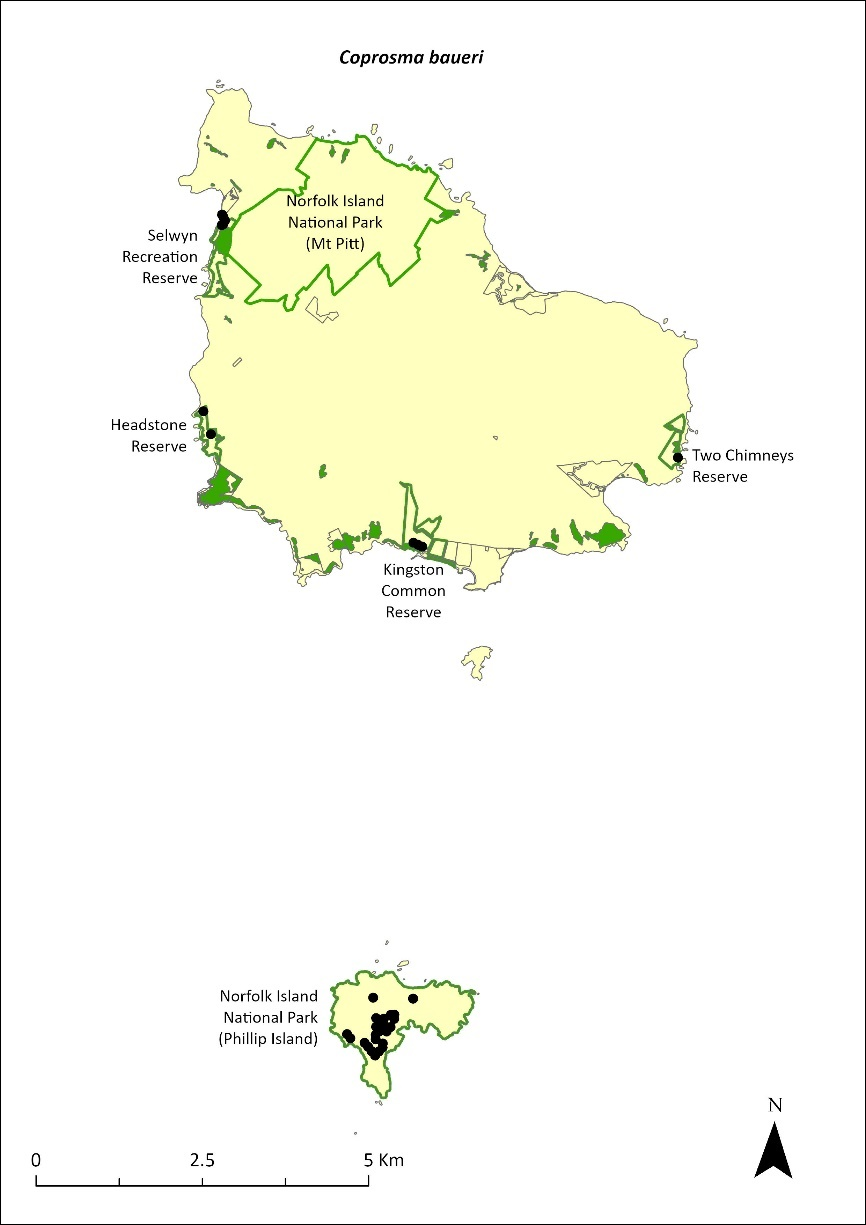 Coprosma baueri
Norfolk Island
National Park
(Mt Pitt)
Selwyn
Recreation
Reserve
Headstone
Reserve
Two Chimneys
Reserve
Kingston
Common
Reserve
Norfolk Island
National Park
(Phillip Island)
N
0 2.5 5 Km